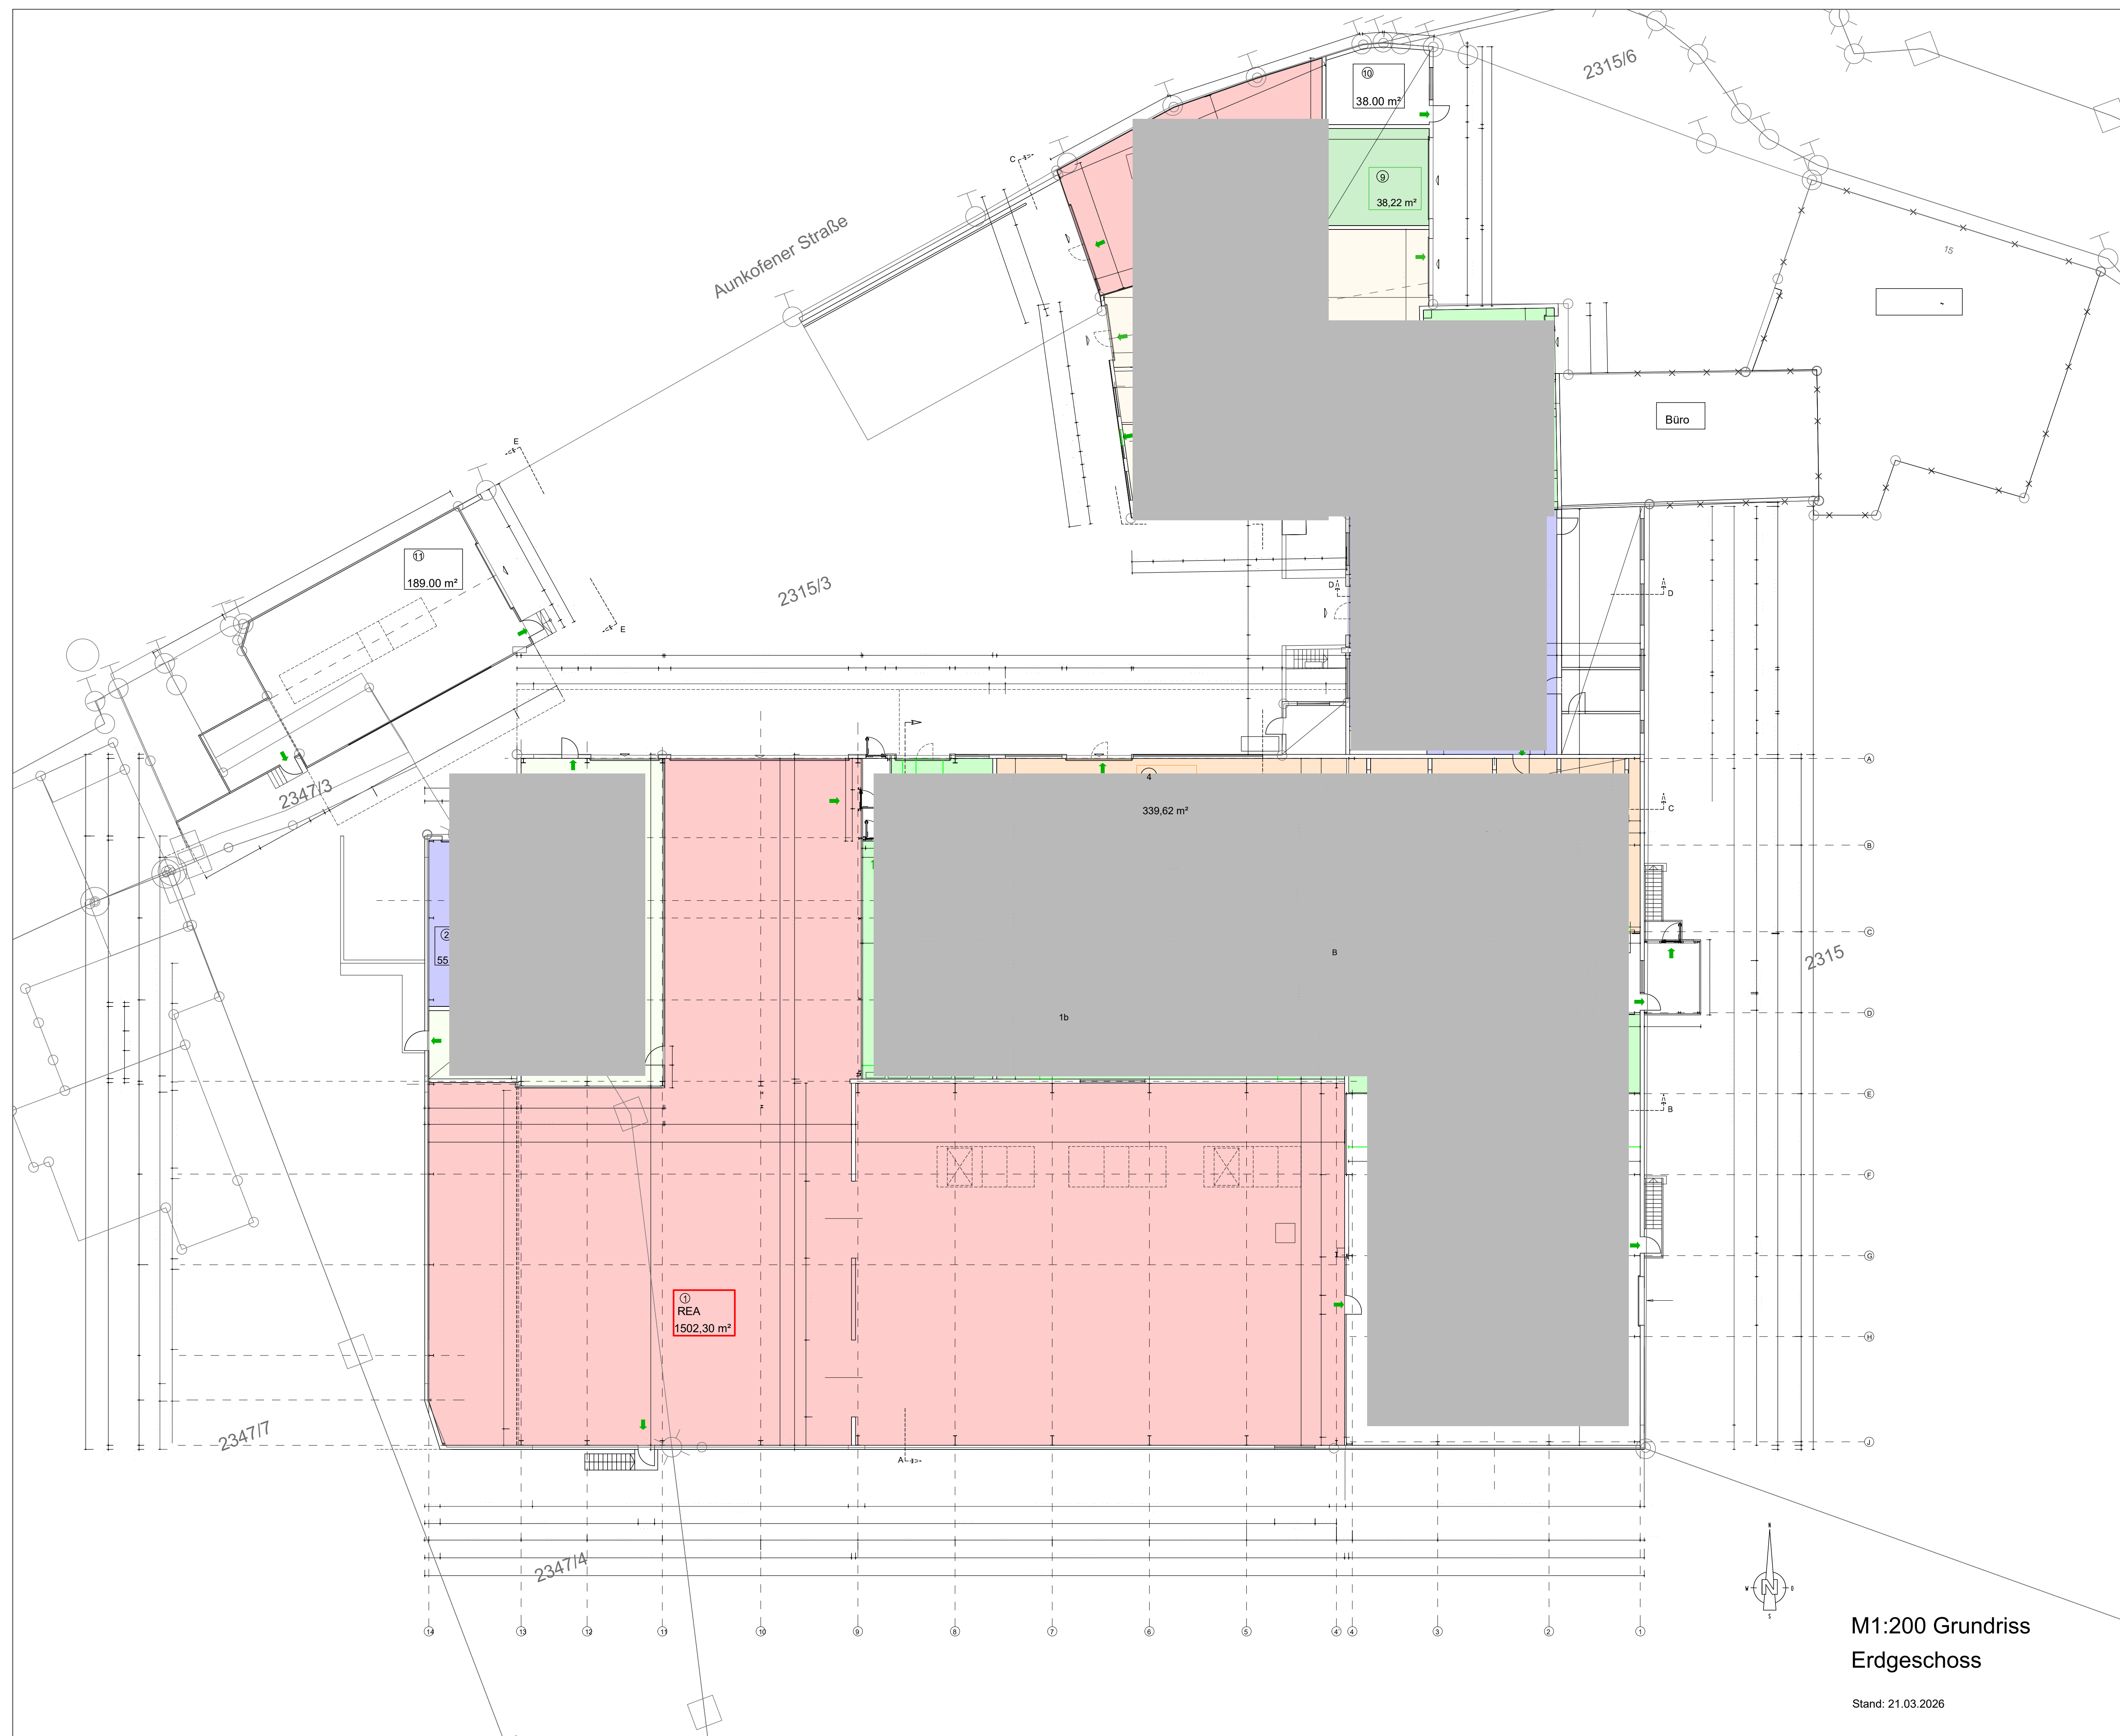 2315/6
10
38.00 m²
C
9
38,22 m²
15
Aunkofener Straße
Büro
E
11
189.00 m²
2315/3
D
D
E
A
4
2347/3
339,62 m²
C
B
2
55
C
B
2315
1b
D
E
B
F
G
1
REA
1502,30 m²
H
2347/7
J
A
2347/4
N
W
O
S
14
13
12
11
10
9
8
7
6
5
4
4
3
2
1
M1:200 Grundriss
Erdgeschoss
Stand: 21.03.2026